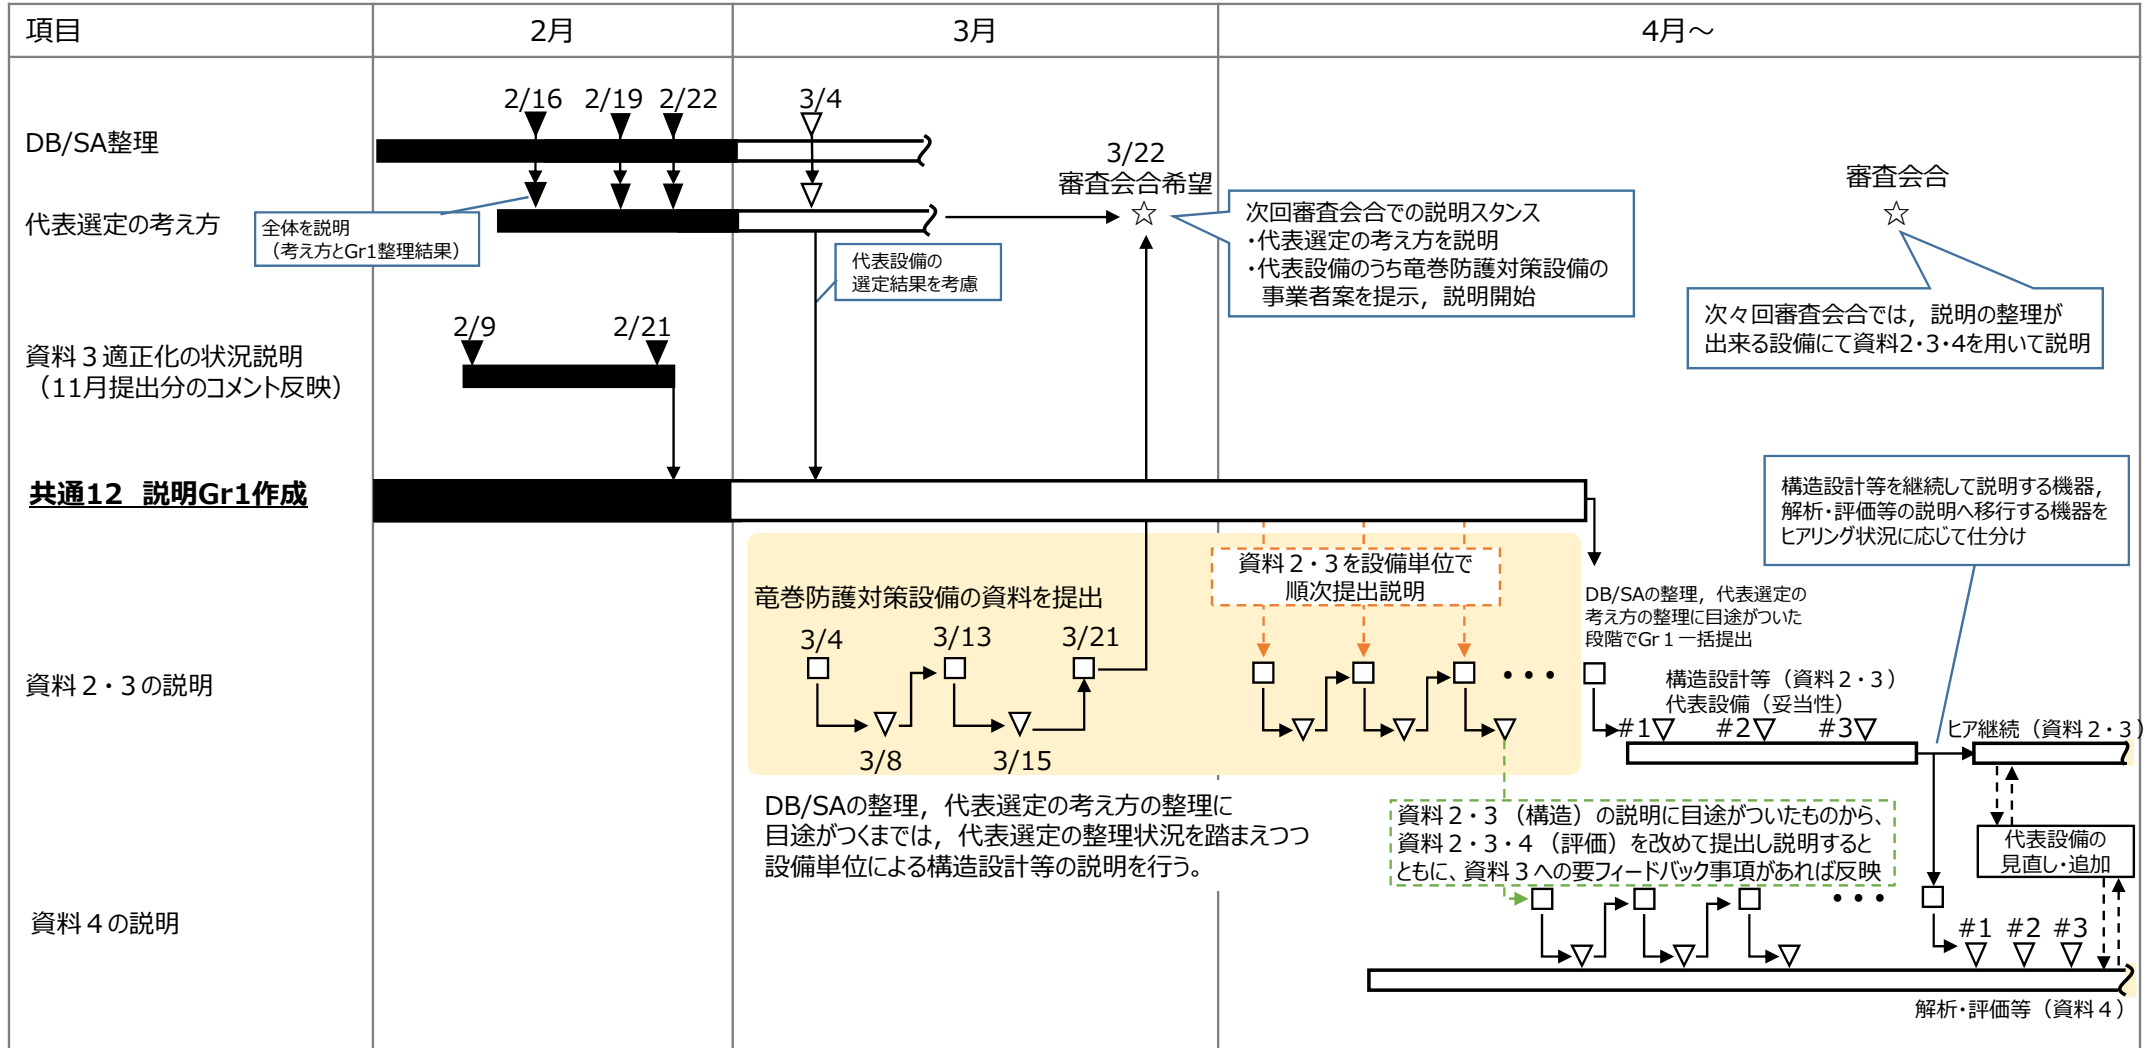 項目
2月
3月
4月～
2/16
2/19
2/22
3/4
DB/SA整理
3/22
審査会合希望
審査会合
代表選定の考え方
全体を説明
（考え方とGr1整理結果）
次回審査会合での説明スタンス
・代表選定の考え方を説明
・代表設備のうち竜巻防護対策設備の
事業者案を提示，説明開始
代表設備の
選定結果を考慮
次々回審査会合では，説明の整理が
出来る設備にて資料2・3・4を用いて説明
2/9
2/21
資料３適正化の状況説明
（11月提出分のコメント反映）
共通12　説明Gr1作成
構造設計等を継続して説明する機器，
解析・評価等の説明へ移行する機器を
ヒアリング状況に応じて仕分け
資料２・３を設備単位で
順次提出説明
竜巻防護対策設備の資料を提出
DB/SAの整理，代表選定の
考え方の整理に目途がついた
段階でGr１一括提出
3/4
3/13
3/21
資料２・３の説明
・・・
構造設計等（資料２・３）
代表設備（妥当性）
#1
#2
#3
ヒア継続（資料２・３）
3/8
3/15
DB/SAの整理，代表選定の考え方の整理に
目途がつくまでは，代表選定の整理状況を踏まえつつ
設備単位による構造設計等の説明を行う。
資料２・３（構造）の説明に目途がついたものから、
資料２・３・４（評価）を改めて提出し説明すると
ともに、資料３への要フィードバック事項があれば反映
代表設備の
見直し・追加
資料４の説明
・・・
#1
#2
#3
解析・評価等（資料４）